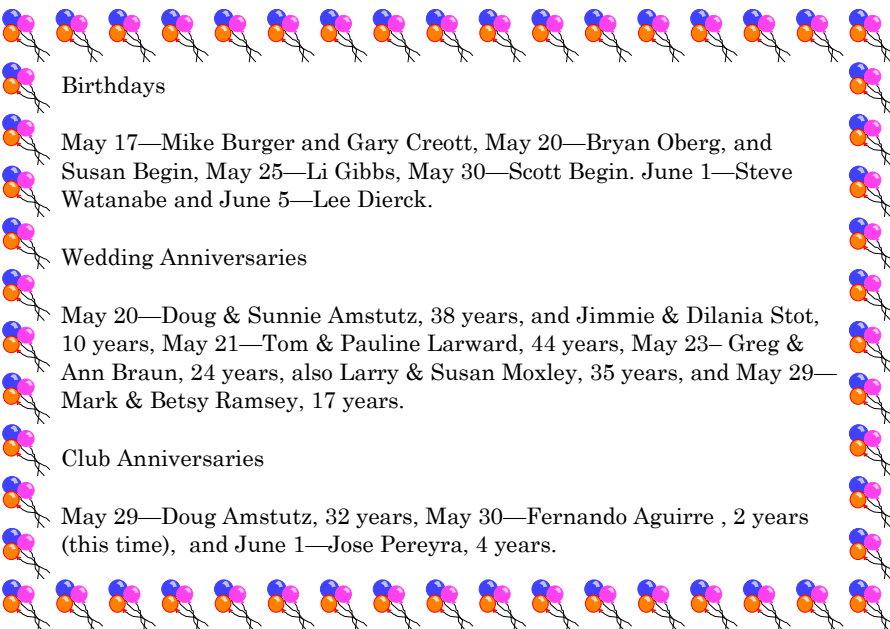 Birthdays
May 17—Mike Burger and Gary Creott, May 20—Bryan Oberg, and
Susan Begin, May 25—Li Gibbs, May 30—Scott Begin. June 1—Steve
Watanabe and June 5—Lee Dierck.
Wedding Anniversaries
May 20—Doug & Sunnie Amstutz, 38 years, and Jimmie & Dilania Stot,
10 years, May 21—Tom & Pauline Larward, 44 years, May 23– Greg &
Ann Braun, 24 years, also Larry & Susan Moxley, 35 years, and May 29—
Mark & Betsy Ramsey, 17 years.
Club Anniversaries
May 29—Doug Amstutz, 32 years, May 30—Fernando Aguirre , 2 years
(this time),  and June 1—Jose Pereyra, 4 years.